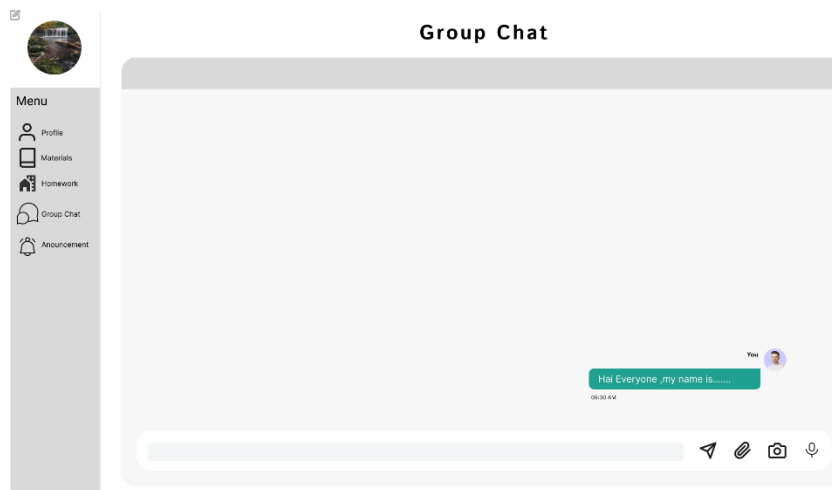 Group Chat
Menu
Profile
Materials
Homework
Group Chat
Anouncement
You
Hai Everyone ,my name is.......
06:30 AM